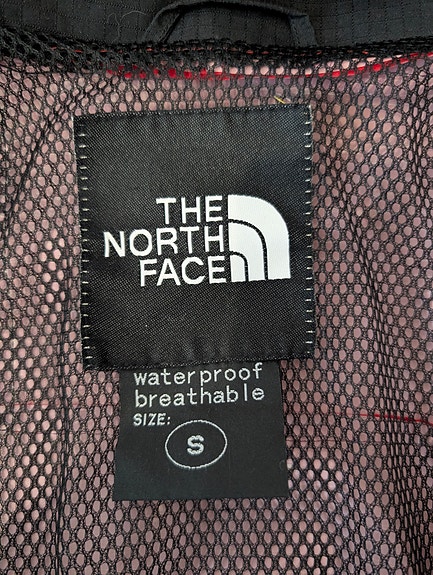 THE
NORTH
FACE
waterproof
breathable
SIZE:
S